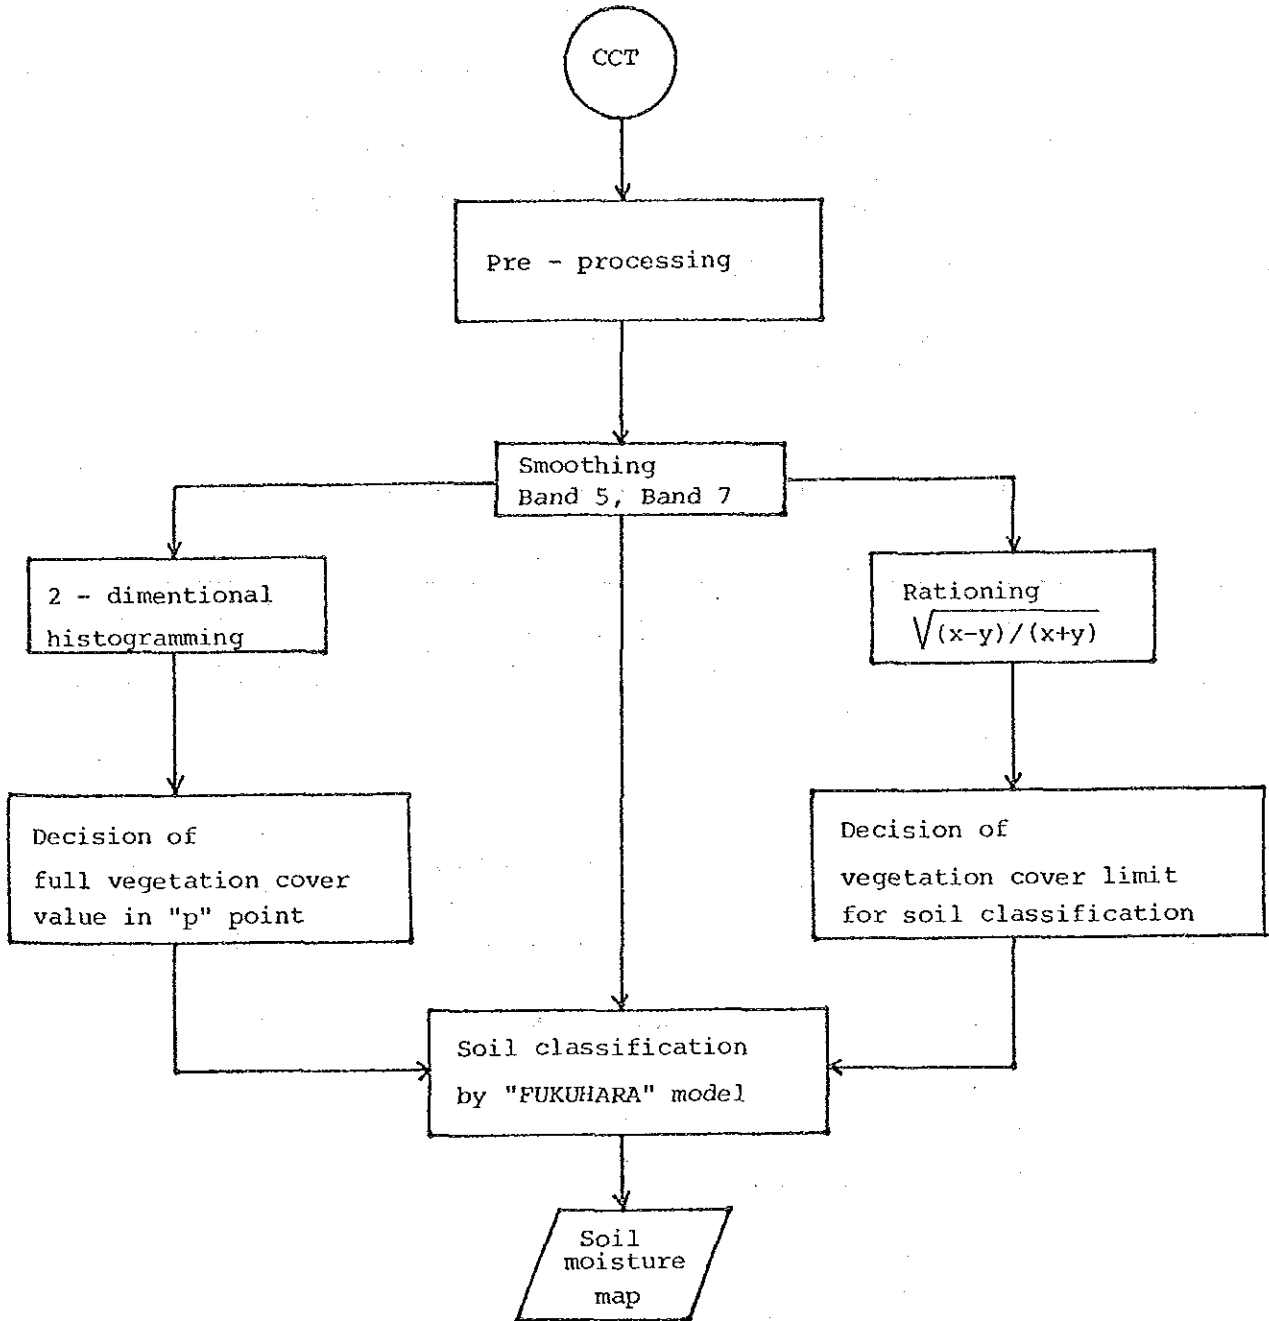 CCT
Pre - processing
Smoothing
Band 5, Band 7
2 - dimentional
histogramming
Rationing
√(x-y)/(x+y)
Decision of
full vegetation cover
value in "p" point
Decision of
vegetation cover limit
for soil classification
Soil classification
by "FUKUHARA" model
Soil
moisture
map